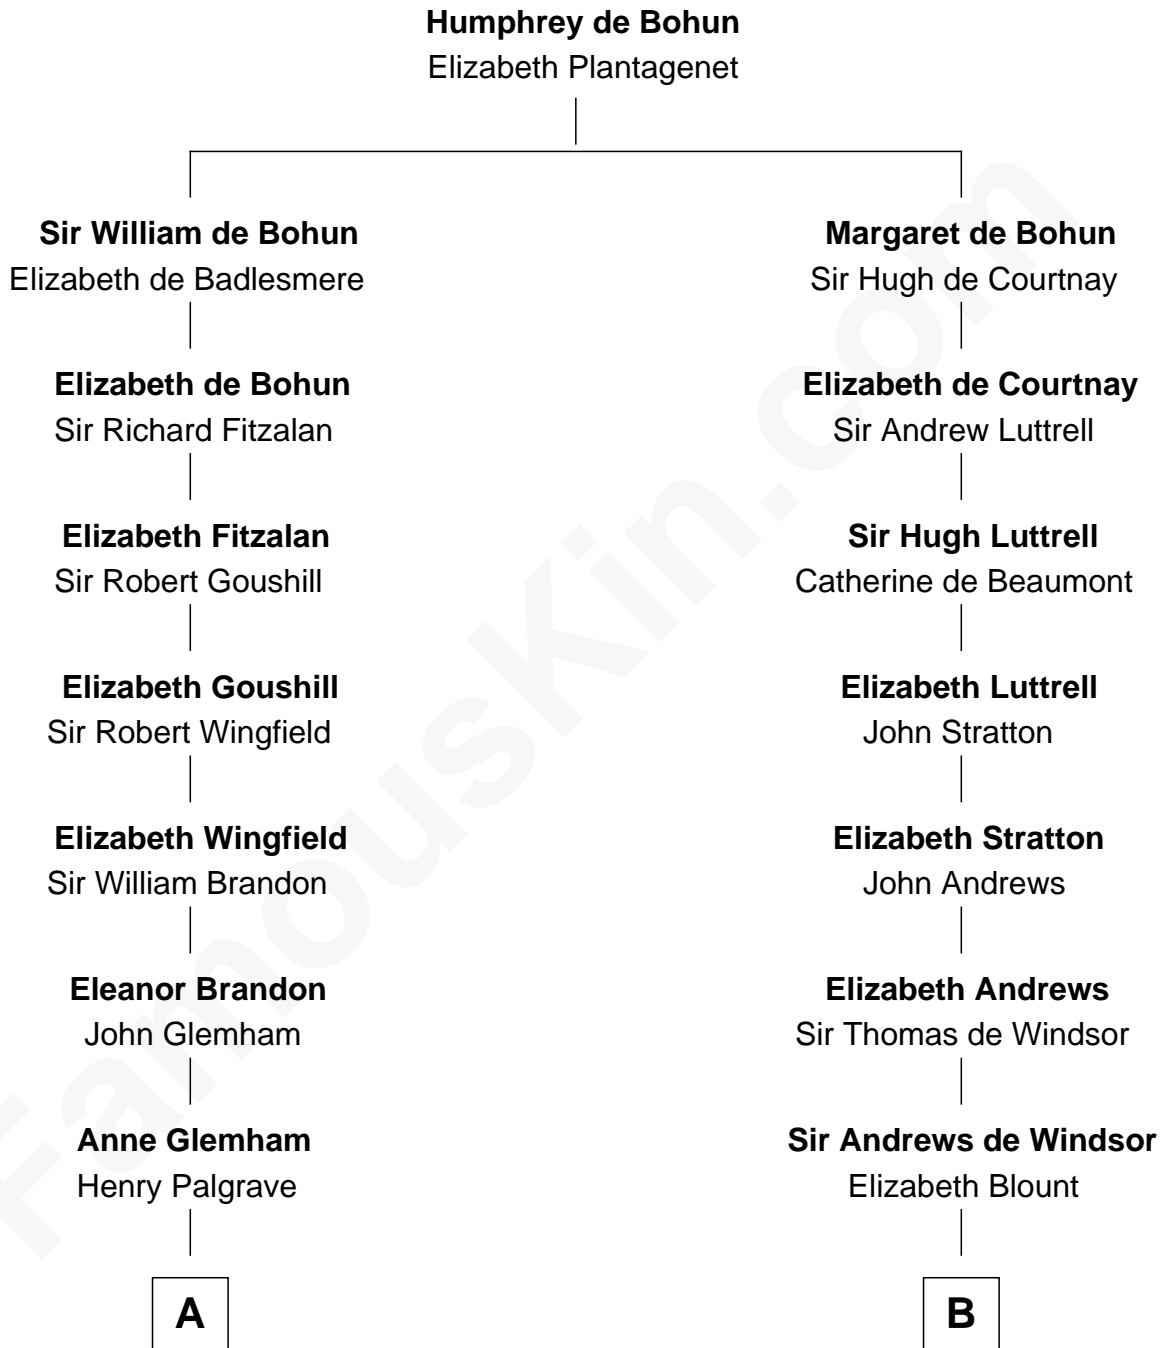 Humphrey de Bohun
Elizabeth Plantagenet
Sir William de Bohun
Elizabeth de Badlesmere
Margaret de Bohun
Sir Hugh de Courtnay
Elizabeth de Bohun
Sir Richard Fitzalan
Elizabeth de Courtnay
Sir Andrew Luttrell
Elizabeth Fitzalan
Sir Robert Goushill
Sir Hugh Luttrell
Catherine de Beaumont
Elizabeth Goushill
Sir Robert Wingfield
Elizabeth Luttrell
John Stratton
Elizabeth Wingfield
Sir William Brandon
Elizabeth Stratton
John Andrews
Eleanor Brandon
John Glemham
Elizabeth Andrews
Sir Thomas de Windsor
Anne Glemham
Henry Palgrave
Sir Andrews de Windsor
Elizabeth Blount
A
B
FamousKin.com